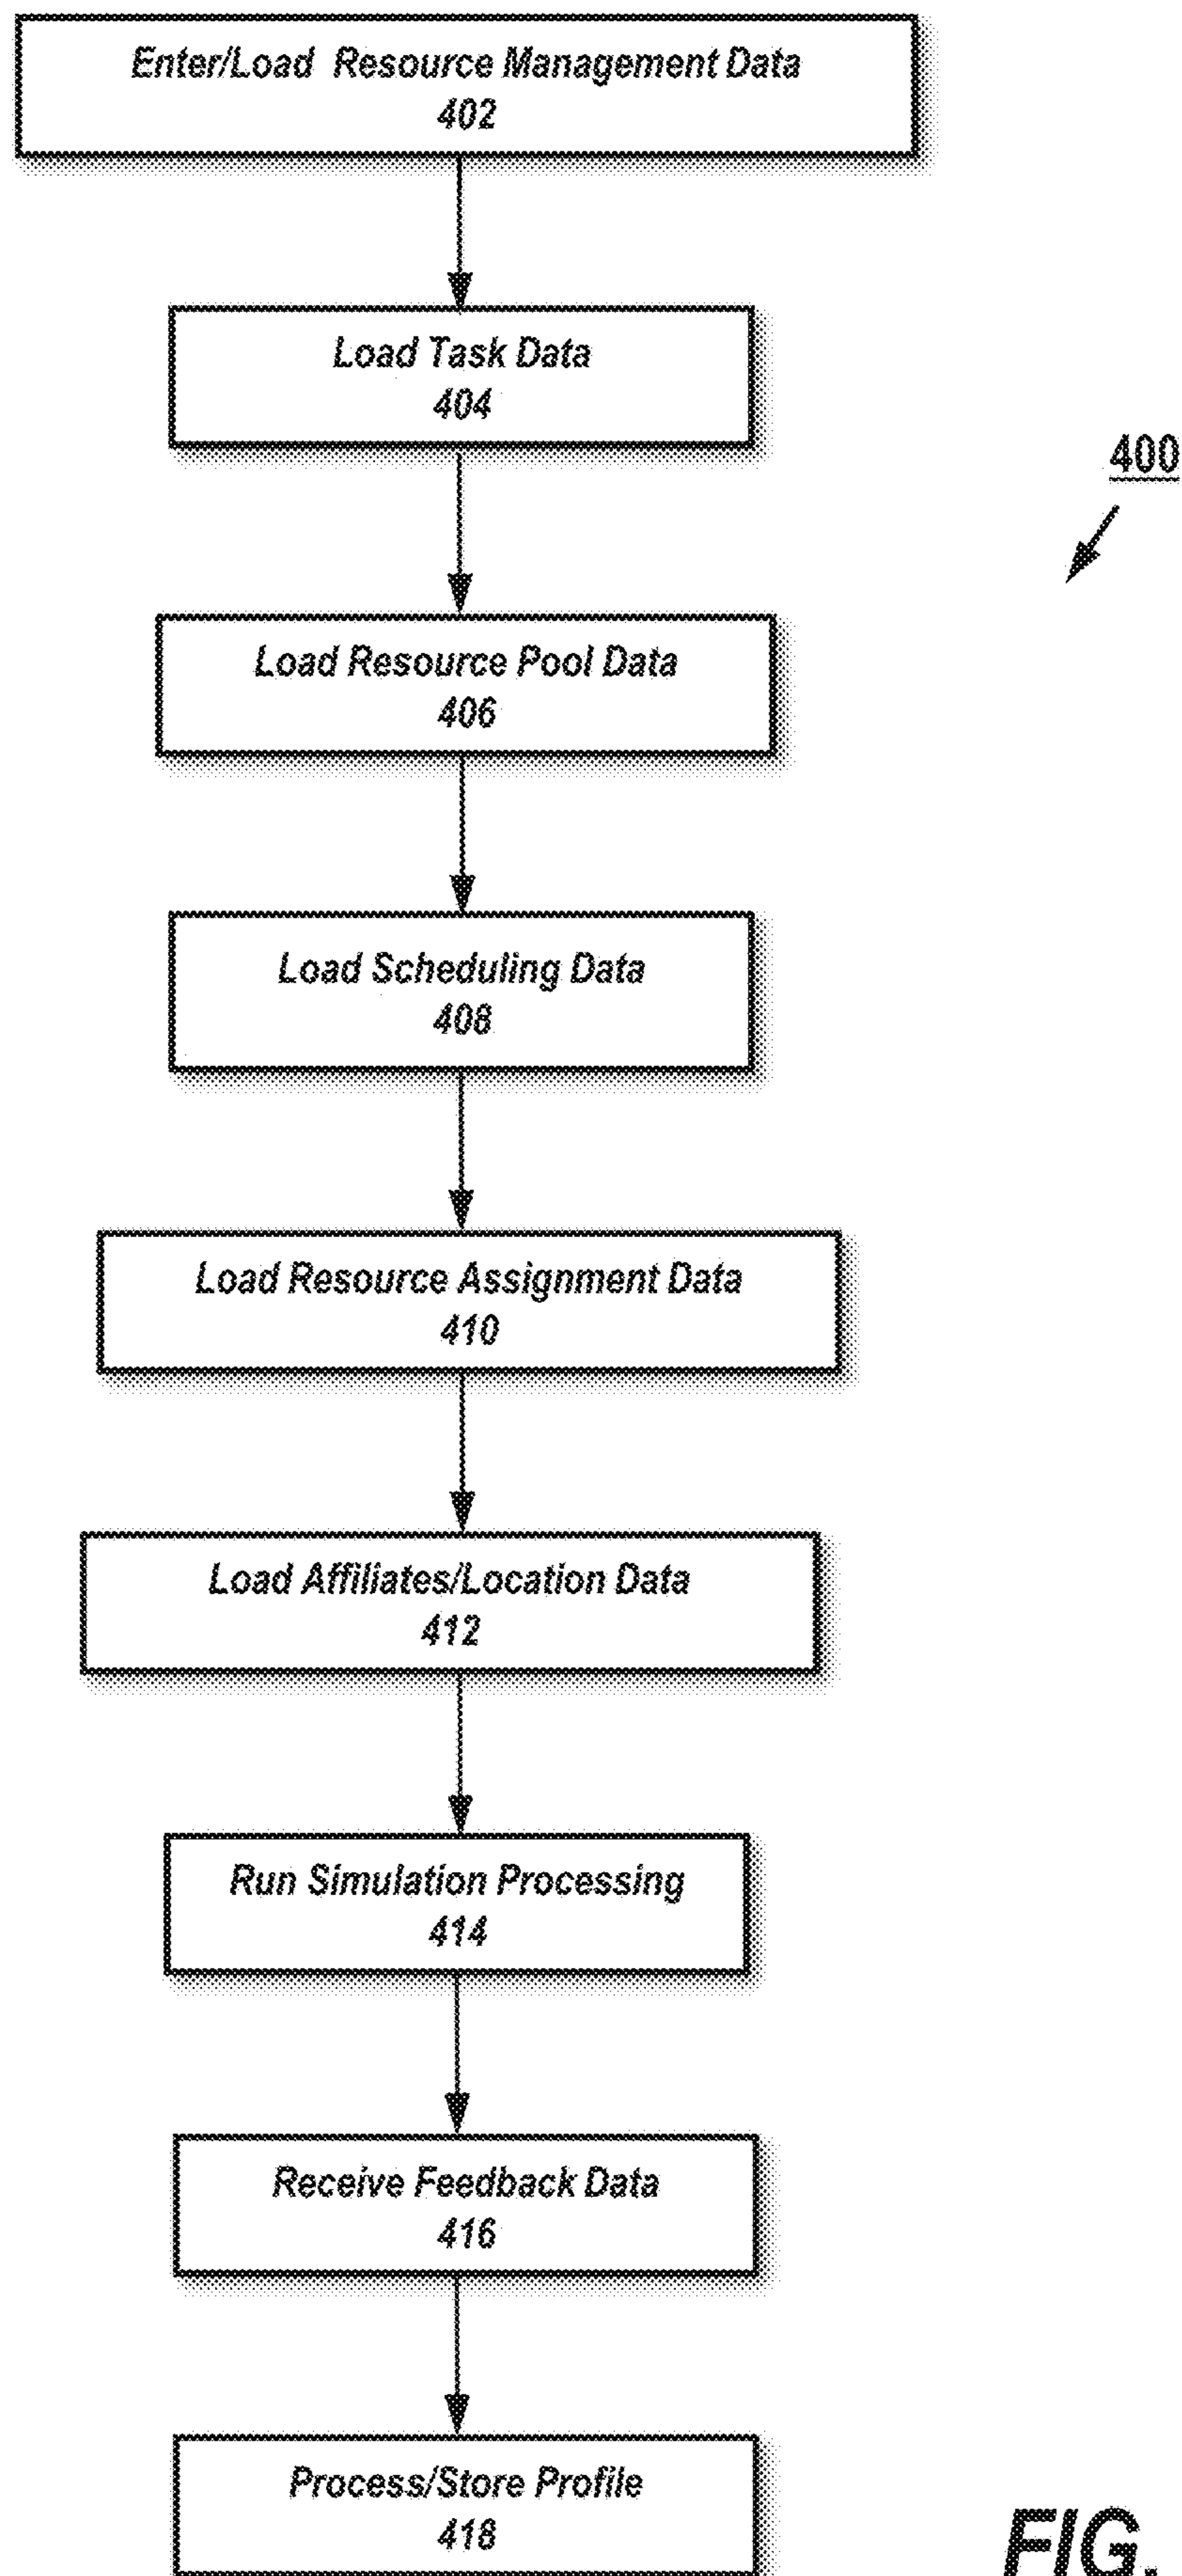 Enter/Load Resource Management Data
402
Load Task Data
404
400
Load Resource Pool Data
406
Load Scheduling Data
408
Load Resource Assignment Data
410
Load Affiliates/Location Data
412
Run Simulation Processing
414
Receive Feedback Data
416
Process/Store Profile
418
FIG.